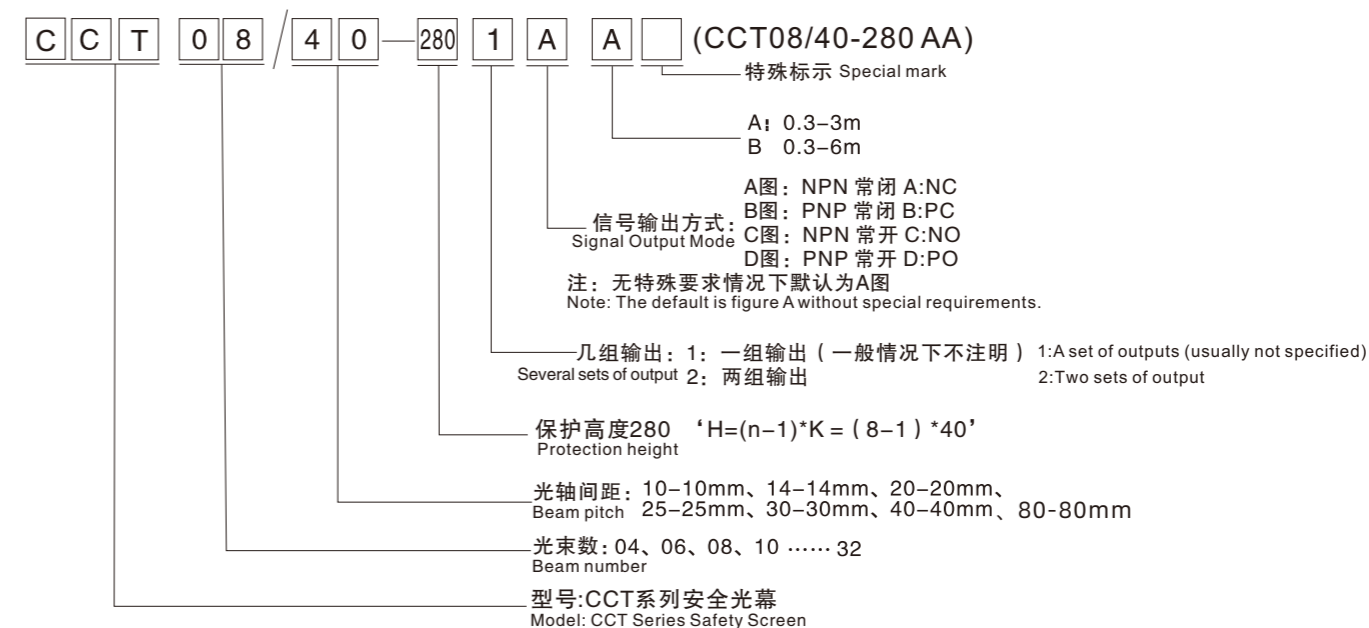 CCT 08/40—280 1 A A (CCT08/40-280 AA)
特殊标示 Special mark
A: 0.3–3m
B 0.3–6m
A图：NPN 常闭 A:NC
信号输出方式：B图：PNP 常闭 B:PC
Signal Output Mode C图：NPN 常开 C:NO
D图：PNP 常开 D:PO
注：无特殊要求情况下默认为A图
Note: The default is figure A without special requirements.
几组输出：1：一组输出（一般情况下不注明）1:A set of outputs (usually not specified)
Several sets of output 2：两组输出 2:Two sets of output
保护高度280 ‘H=(n–1)*K =（8–1）*40’
Protection height
光轴间距：10–10mm、14–14mm、20–20mm、
Beam pitch 25–25mm、30–30mm、40–40mm、80-80mm
光束数：04、06、08、10 …… 32
Beam number
型号:CCT系列安全光幕
Model: CCT Series Safety Screen